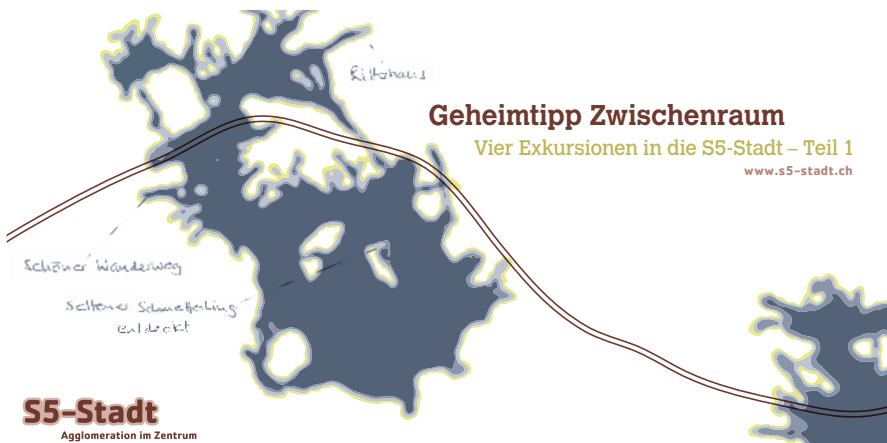 Ritterhaus
Geheimtipp Zwischenraum
Vier Exkursionen in die S5-Stadt – Teil 1
www.s5-stadt.ch
Schöner Wanderweg
Seltener Schmetterling
entdeckt
S5-Stadt
Agglomeration im Zentrum